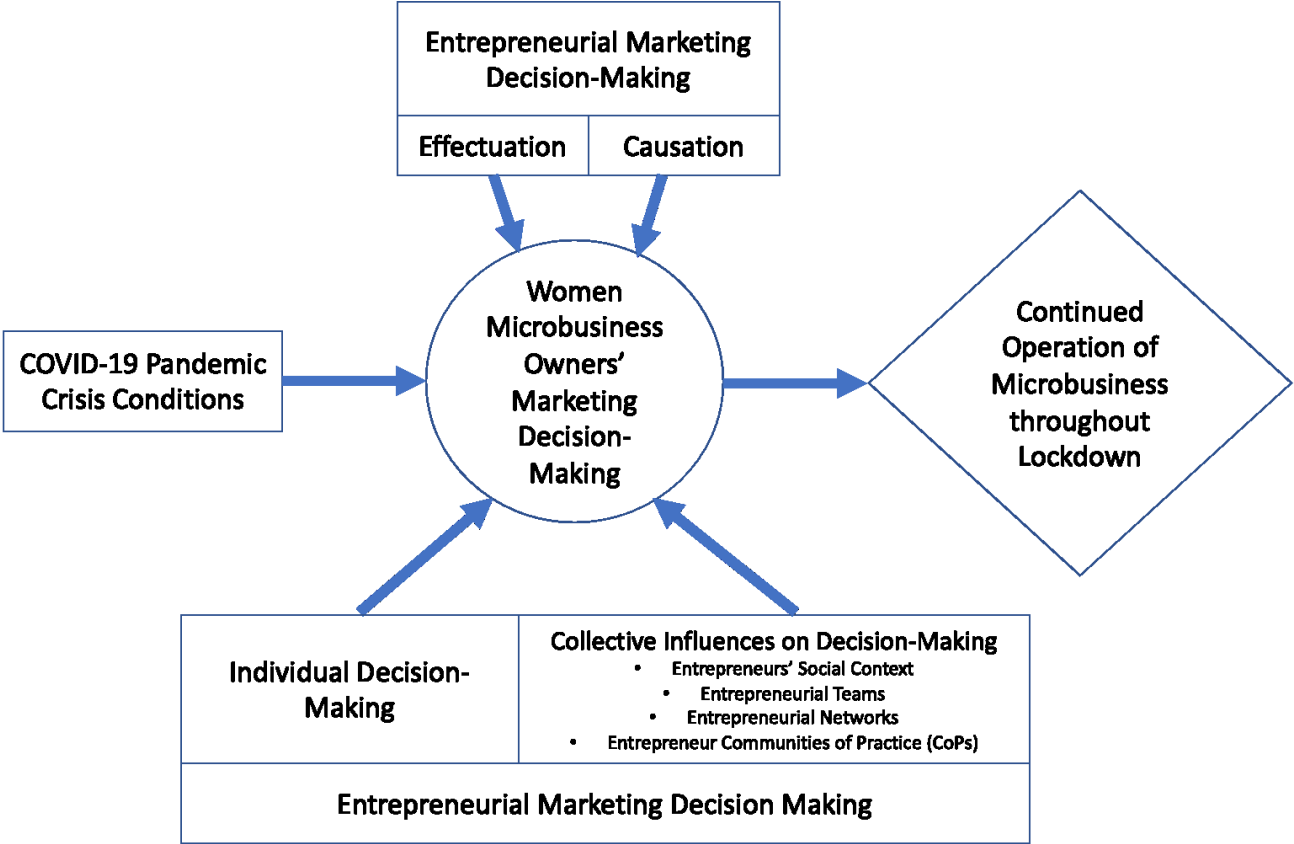 Entrepreneurial Marketing
Decision-Making
Effectuation
Causation
Women
Microbusiness
Owners’
Marketing
Decision-
Making
COVID-19 Pandemic
Crisis Conditions
Continued
Operation of
Microbusiness
throughout
Lockdown
Individual Decision-
Making
Collective Influences on Decision-Making
• Entrepreneurs’ Social Context
• Entrepreneurial Teams
• Entrepreneurial Networks
• Entrepreneur Communities of Practice (CoPs)
Entrepreneurial Marketing Decision Making